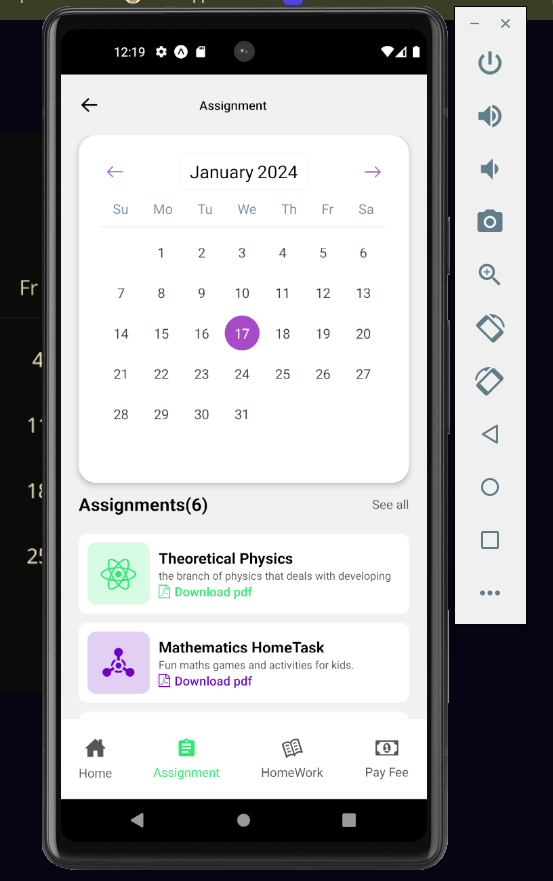 12:19
Assignment
January 2024
Su Mo Tu We Th Fr Sa
1 2 3 4 5 6
7 8 9 10 11 12 13
14 15 16 17 18 19 20
21 22 23 24 25 26 27
28 29 30 31
Assignments(6)
See all
Theoretical Physics
the branch of physics that deals with developing
Download pdf
Mathematics HomeTask
Fun maths games and activities for kids.
Download pdf
Home Assignment HomeWork Pay Fee
Fr
4
11
18
25